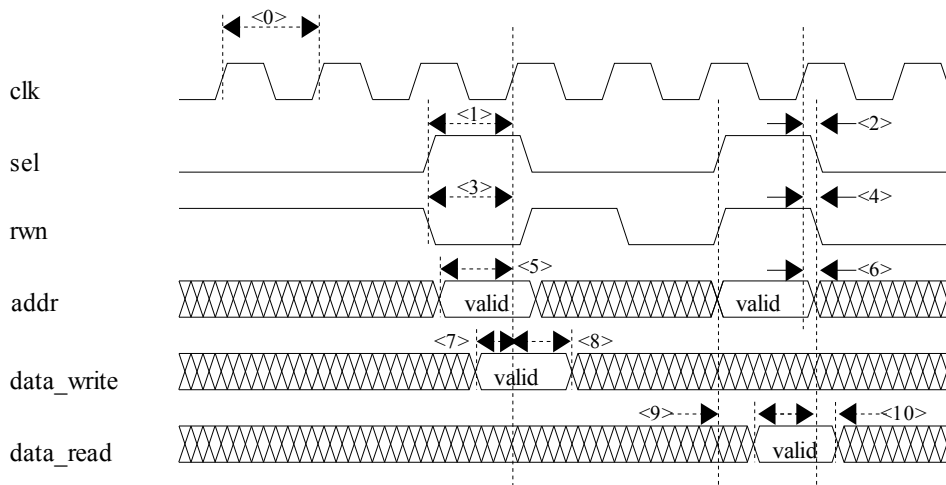 <0>
clk
<1> <2>
sel
<3> <4>
rwn
<5> <6>
addr valid valid
<7> <8>
data_write valid
<9> <10>
data_read valid